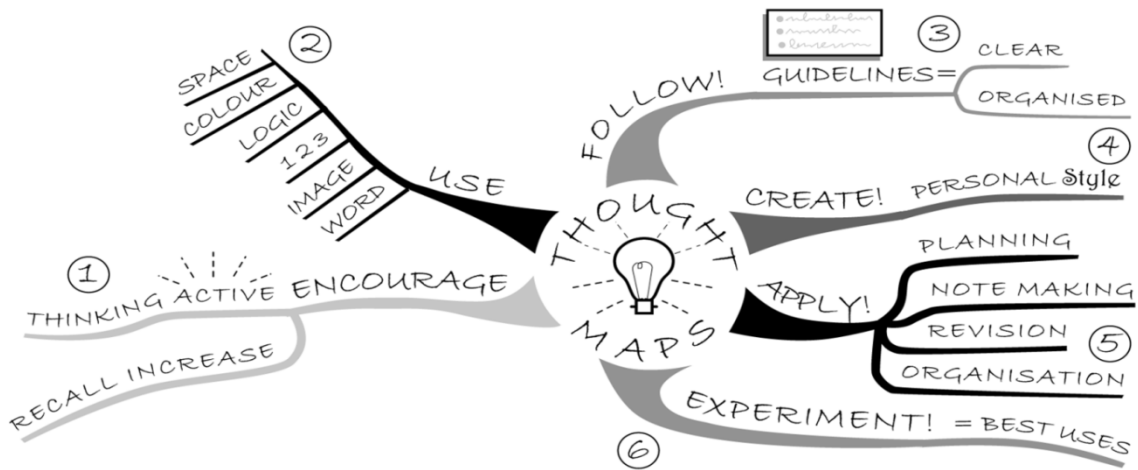 THOUGHT
MAPS
1
THINKING ACTIVE ENCOURAGE
RECALL INCREASE
2
USE
SPACE
COLOUR
LOGIC
123
IMAGE
WORD
3
FOLLOW! GUIDELINES=
CLEAR
ORGANISED
4
CREATE! PERSONAL Style
5
APPLY!
PLANNING
NOTE MAKING
REVISION
ORGANISATION
6
EXPERIMENT! = BEST USES